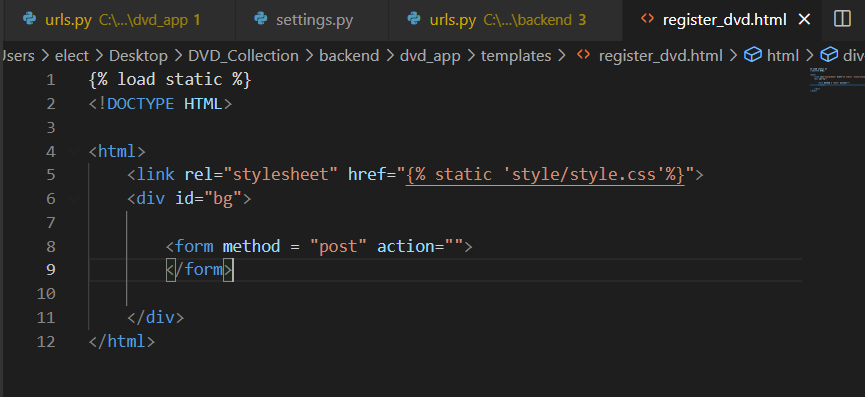 urls.py C:\...\dvd_app 1
settings.py
urls.py C:\...\backend 3
register_dvd.html
Users > elect > Desktop > DVD_Collection > backend > dvd_app > templates > register_dvd.html > html > div
1 {% load static %}
2 <!DOCTYPE HTML>
3
4 <html>
5 <link rel="stylesheet" href="{% static 'style/style.css'%}">
6 <div id="bg">
7
8 <form method = "post" action="">
9 </form>
10
11 </div>
12 </html>